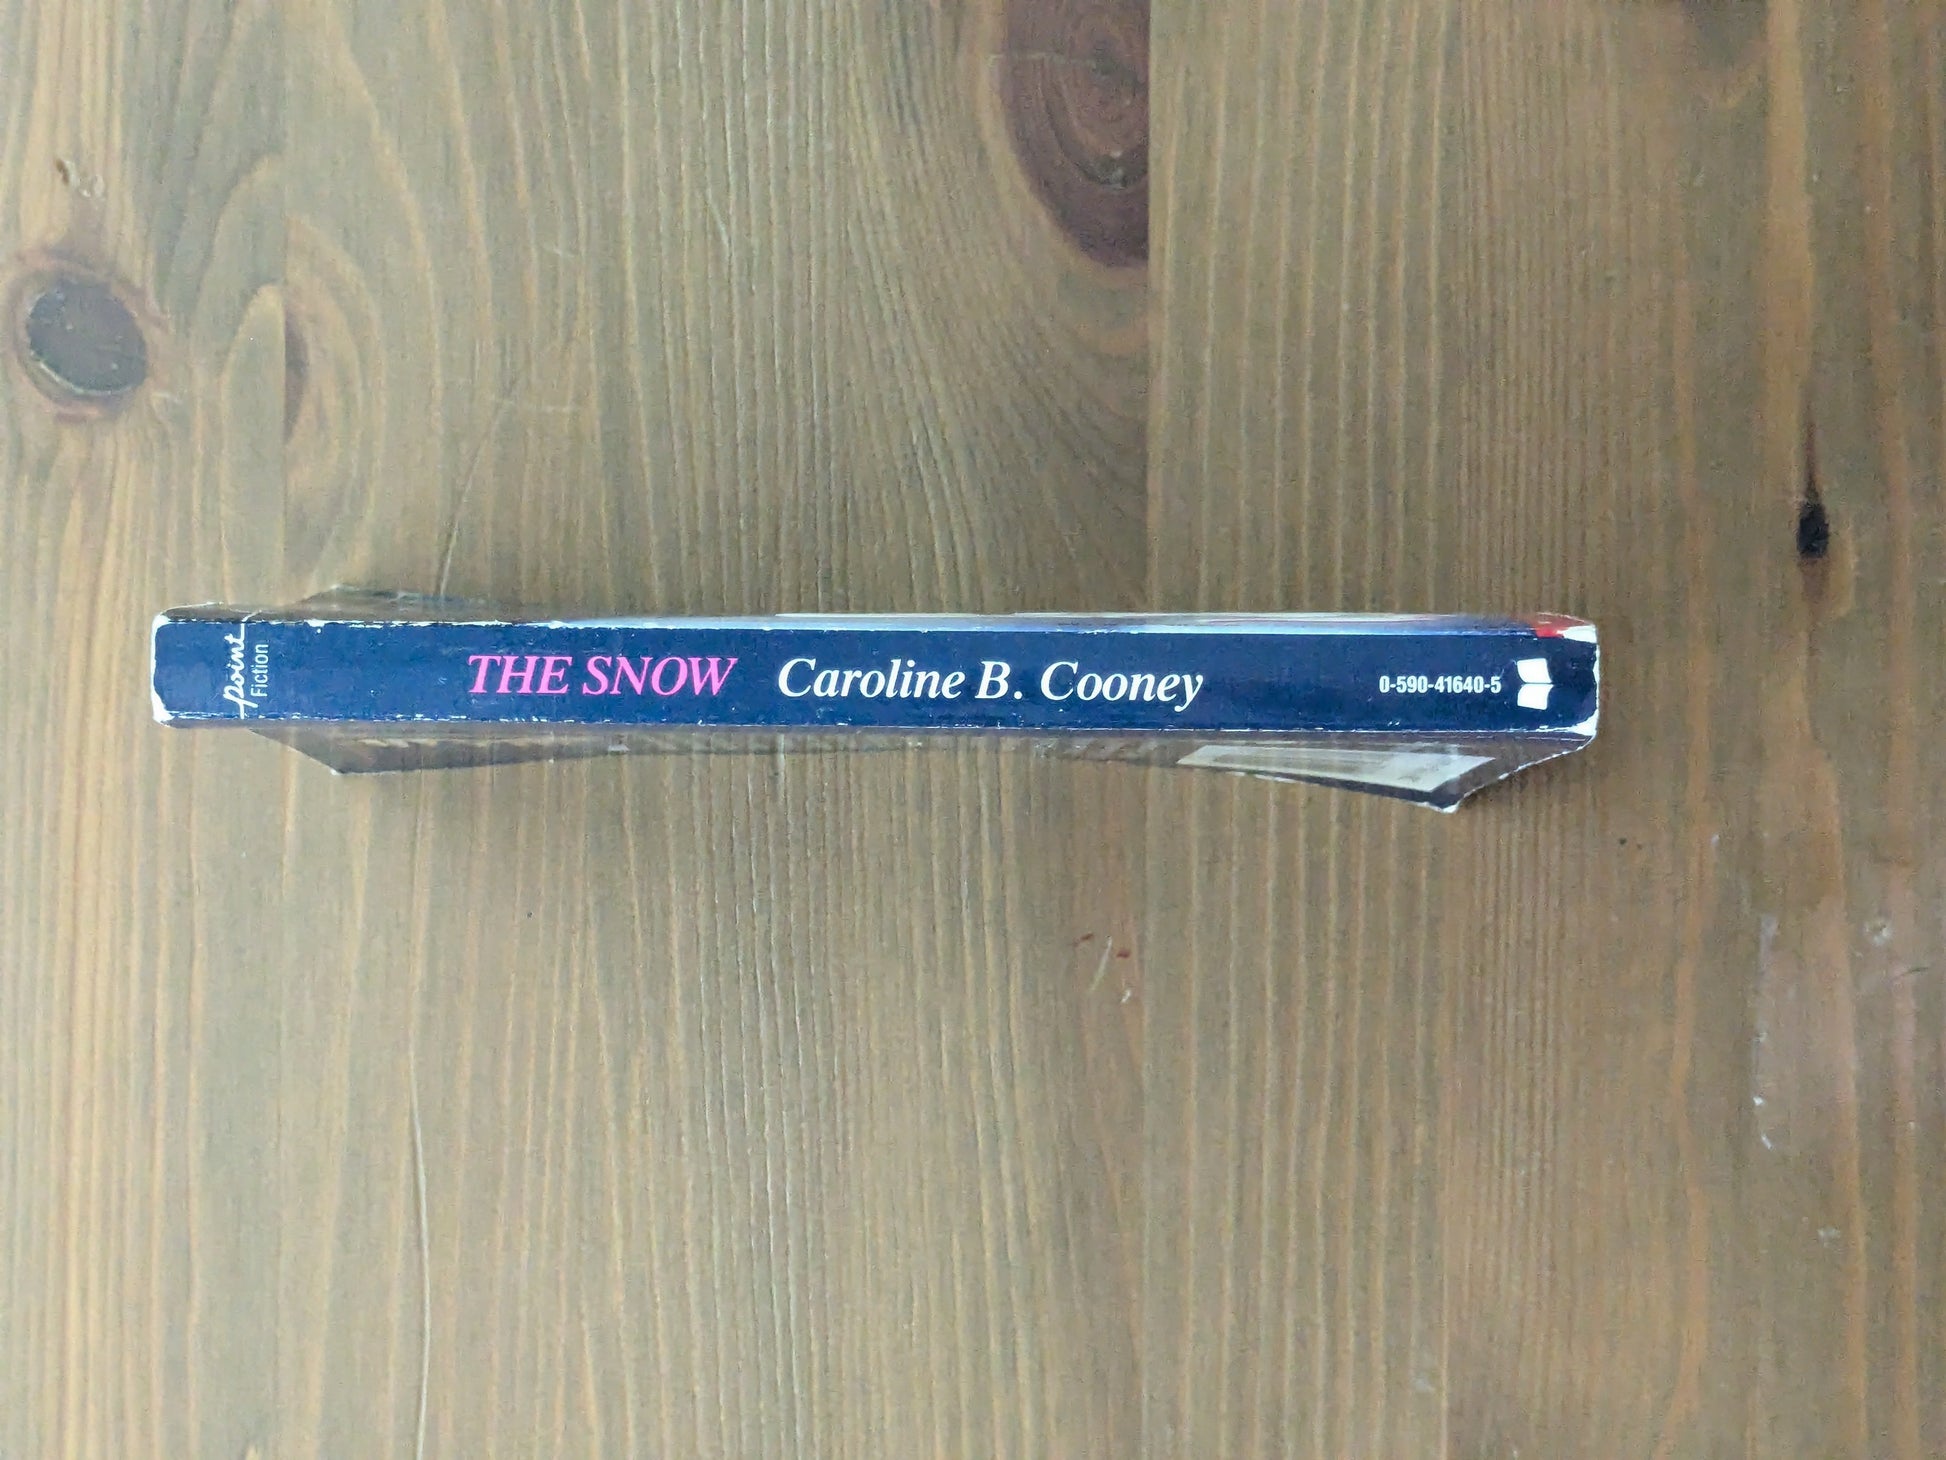 point
Fiction
THE SNOW Caroline B. Cooney 0-590-41640-5